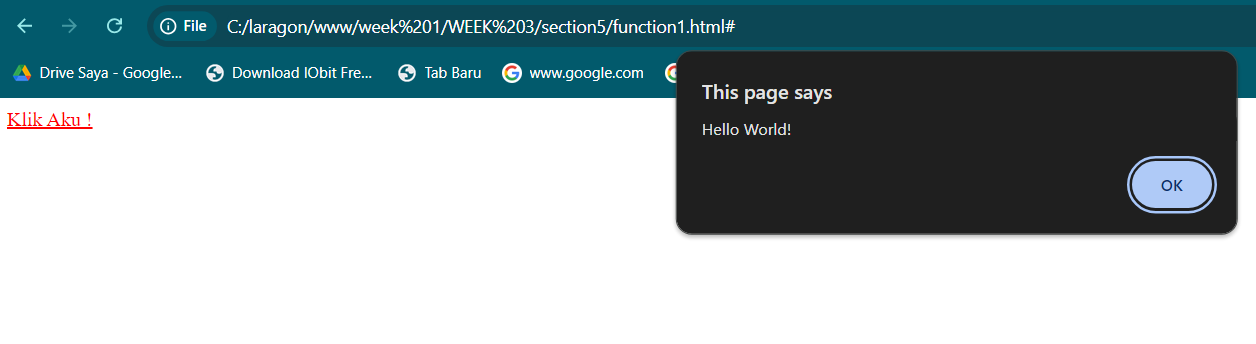 File C:/laragon/www/week%201/WEEK%203/section5/function1.html#
Drive Saya - Google... Download IObit Fre... Tab Baru www.google.com
This page says
Hello World!
OK
Klik Aku !